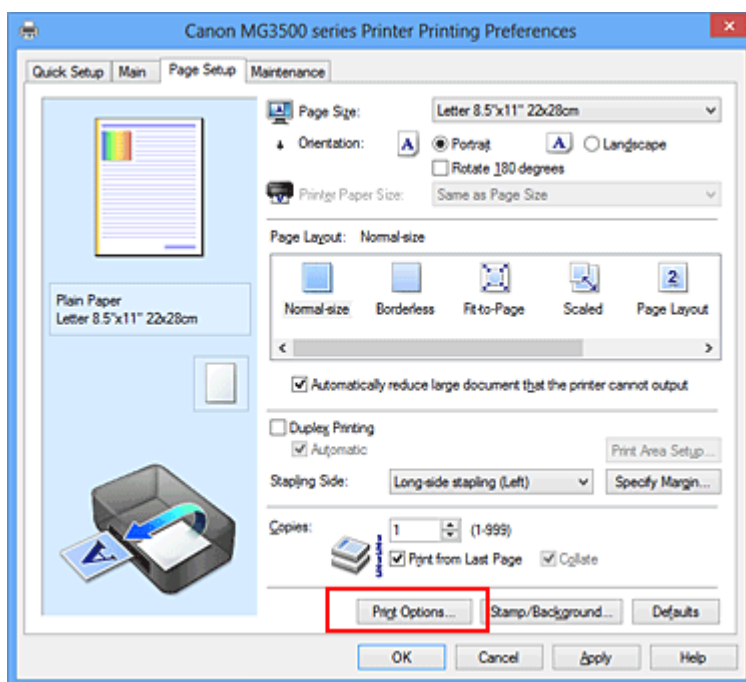 Canon MG3500 series Printer Printing Preferences
Quick Setup Main Page Setup Maintenance
Page Size: Letter 8.5"x11" 22x28cm
Orientation: A Portrait A Landscape
Rotate 180 degrees
Printer Paper Size: Same as Page Size
Page Layout: Normal-size
2
Normal-size Borderless Fit-to-Page Scaled Page Layout
Plain Paper
Letter 8.5"x11" 22x28cm
Automatically reduce large document that the printer cannot output
Duplex Printing
Automatic Print Area Setup...
Stapling Side: Long-side stapling (Left) Specify Margin...
Copies: 1 (1-999)
Print from Last Page Collate
A
Print Options... Stamp/Background... Defaults
OK Cancel Apply Help